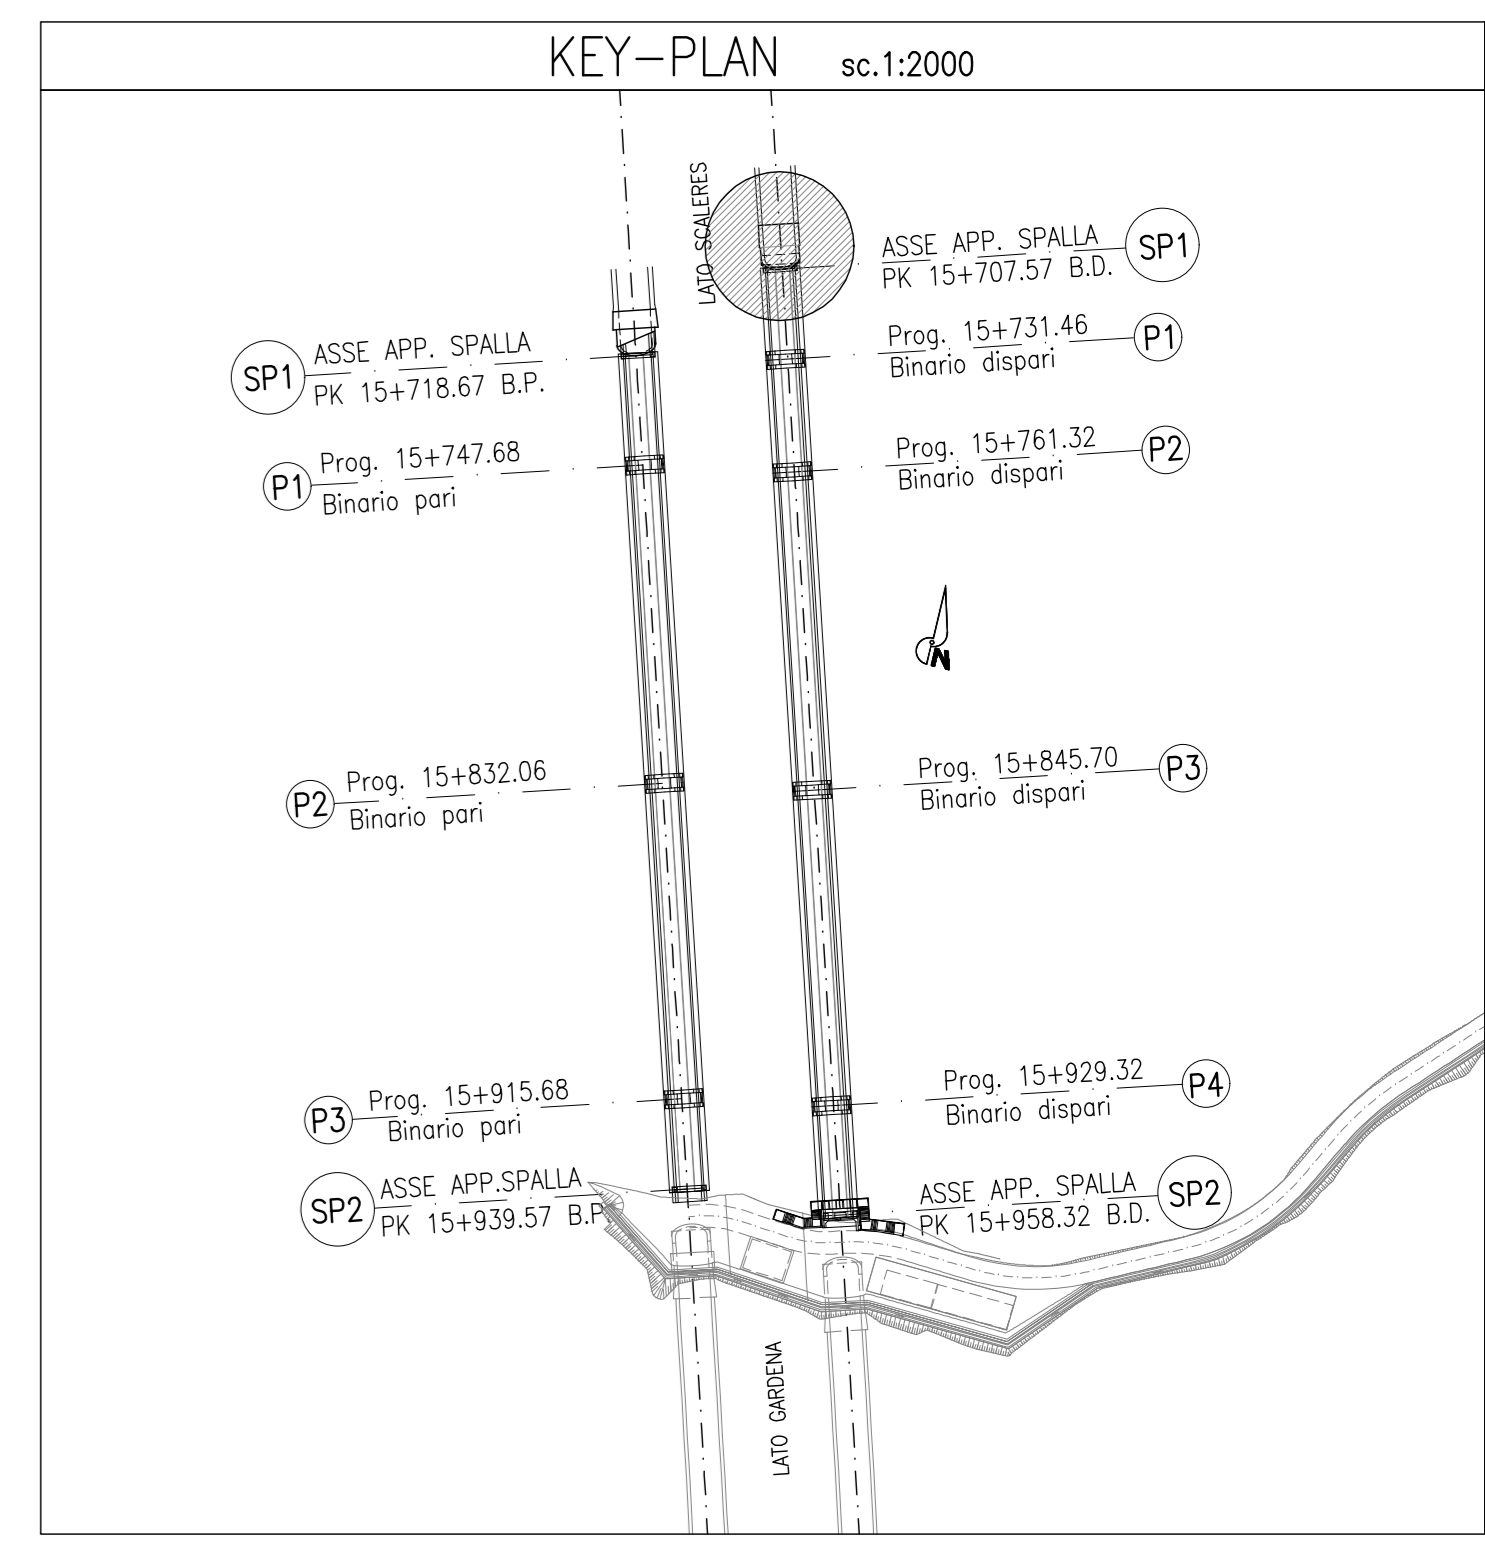 KEY-PLAN sc.1:2000
LATO SCALERES
ASSE APP. SPALLA
PK 15+707.57 B.D.
SP1
Prog. 15+731.46
Binario dispari
P1
SP1
ASSE APP. SPALLA
PK 15+718.67 B.P.
Prog. 15+761.32
Binario dispari
P2
P1
Prog. 15+747.68
Binario pari
N
Prog. 15+845.70
Binario dispari
P3
P2
Prog. 15+832.06
Binario pari
Prog. 15+929.32
Binario dispari
P4
P3
Prog. 15+915.68
Binario pari
SP2
ASSE APP.SPALLA
PK 15+939.57 B.P.
ASSE APP. SPALLA
PK 15+958.32 B.D.
SP2
LATO GARDENA